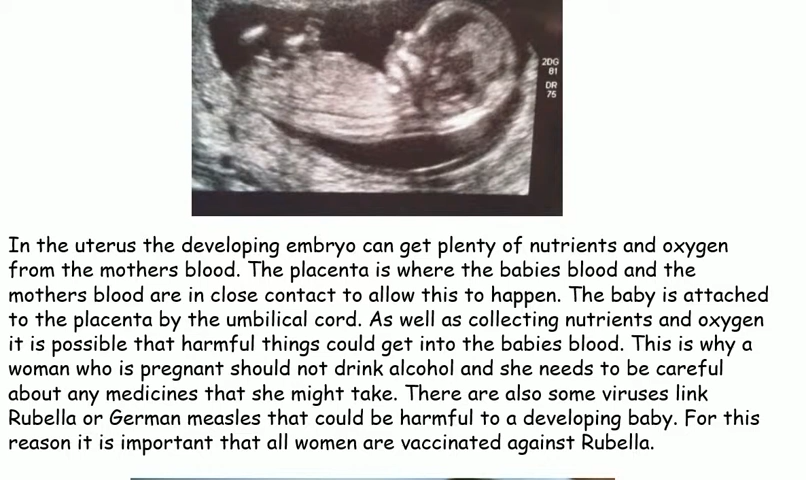 2DG
81
DR
75
In the uterus the developing embryo can get plenty of nutrients and oxygen
from the mothers blood. The placenta is where the babies blood and the
mothers blood are in close contact to allow this to happen. The baby is attached
to the placenta by the umbilical cord. As well as collecting nutrients and oxygen
it is possible that harmful things could get into the babies blood. This is why a
woman who is pregnant should not drink alcohol and she needs to be careful
about any medicines that she might take. There are also some viruses link
Rubella or German measles that could be harmful to a developing baby. For this
reason it is important that all women are vaccinated against Rubella.